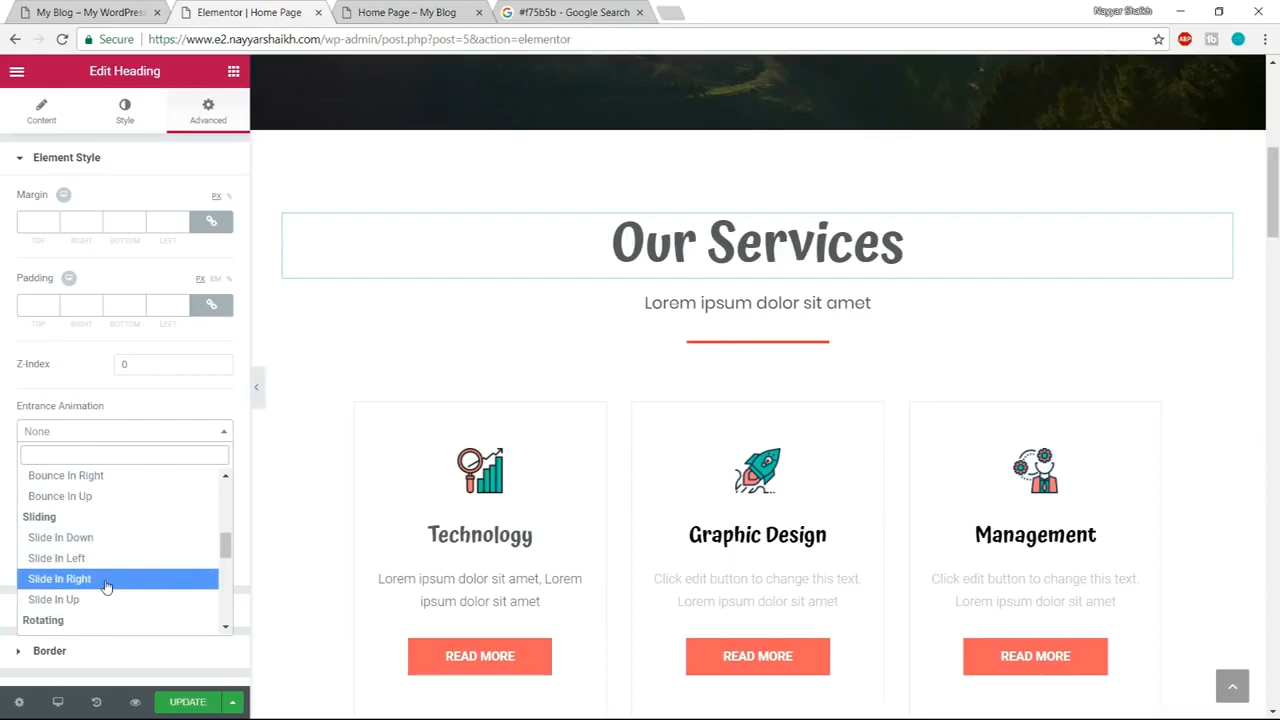 My Blog – My WordPress
Elementor | Home Page
Home Page – My Blog
#f75b5b - Google Search
Nayyar Shaikh
Secure
https://www.e2.nayyarshaikh.com/wp-admin/post.php?post=5&action=elementor
Edit Heading
Content
Style
Advanced
Element Style
Margin
PX %
TOP RIGHT BOTTOM LEFT
Padding
PX EM %
TOP RIGHT BOTTOM LEFT
Z-Index
0
Entrance Animation
None
Bounce In Right
Bounce In Up
Sliding
Slide In Down
Slide In Left
Slide In Right
Slide In Up
Rotating
Border
UPDATE
Our Services
Lorem ipsum dolor sit amet
Technology
Lorem ipsum dolor sit amet, Lorem
ipsum dolor sit amet
READ MORE
Graphic Design
Click edit button to change this text.
Lorem ipsum dolor sit amet
READ MORE
Management
Click edit button to change this text.
Lorem ipsum dolor sit amet
READ MORE